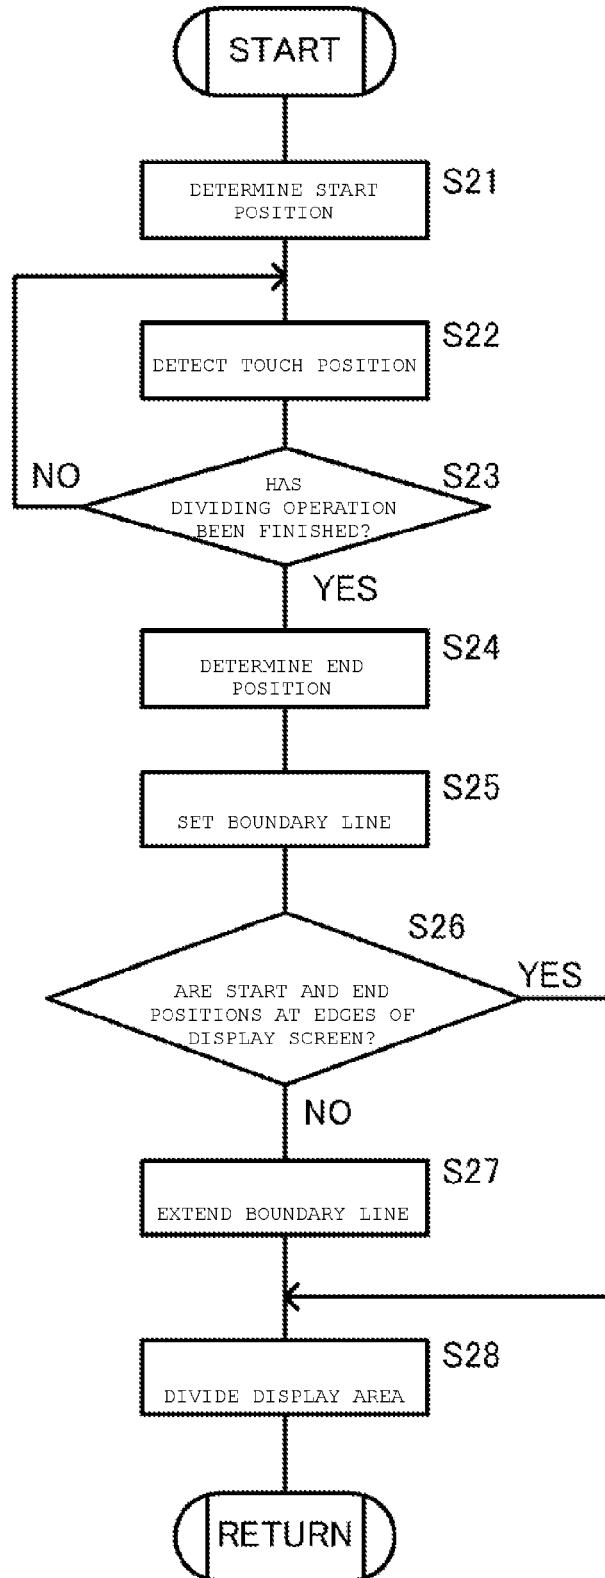 START
S21
DETERMINE START
POSITION
S22
DETECT TOUCH POSITION
S23
NO
HAS
DIVIDING OPERATION
BEEN FINISHED?
YES
S24
DETERMINE END
POSITION
S25
SET BOUNDARY LINE
S26
YES
ARE START AND END
POSITIONS AT EDGES OF
DISPLAY SCREEN?
NO
S27
EXTEND BOUNDARY LINE
S28
DIVIDE DISPLAY AREA
RETURN